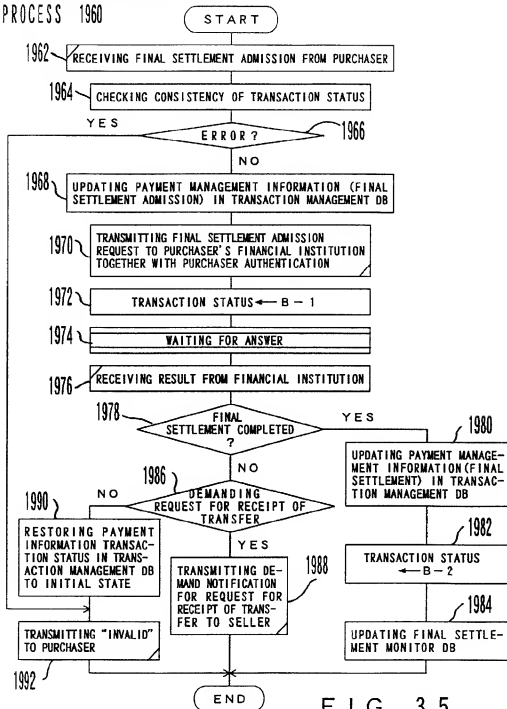 PROCESS 1960
START
1962
RECEIVING FINAL SETTLEMENT ADMISSION FROM PURCHASER
1964
CHECKING CONSISTENCY OF TRANSACTION STATUS
YES
ERROR?
1966
NO
1968
UPDATING PAYMENT MANAGEMENT INFORMATION (FINAL
SETTLEMENT ADMISSION) IN TRANSACTION MANAGEMENT DB
1970
TRANSMITTING FINAL SETTLEMENT ADMISSION
REQUEST TO PURCHASER'S FINANCIAL INSTITUTION
TOGETHER WITH PURCHASER AUTHENTICATION
1972
TRANSACTION STATUS ← B - 1
1974
WAITING FOR ANSWER
1976
RECEIVING RESULT FROM FINANCIAL INSTITUTION
1978
FINAL
SETTLEMENT COMPLETED
?
YES
NO
1980
UPDATING PAYMENT MANAGE-
MENT INFORMATION(FINAL
SETTLEMENT) IN TRANSAC-
TION MANAGEMENT DB
1986
DEMANDING
REQUEST FOR RECEIPT OF
TRANSFER
NO
YES
1990
RESTORING PAYMENT
INFORMATION TRANSAC-
TION STATUS IN TRANS-
ACTION MANAGEMENT DB
TO INITIAL STATE
1988
TRANSMITTING DE-
MAND NOTIFICATION
FOR REQUEST FOR
RECEIPT OF TRANS-
FER TO SELLER
1982
TRANSACTION STATUS
← B - 2
1984
UPDATING FINAL SETTLE-
MENT MONITOR DB
TRANSMITTING "INVALID"
TO PURCHASER
1992
END
FIG. 35